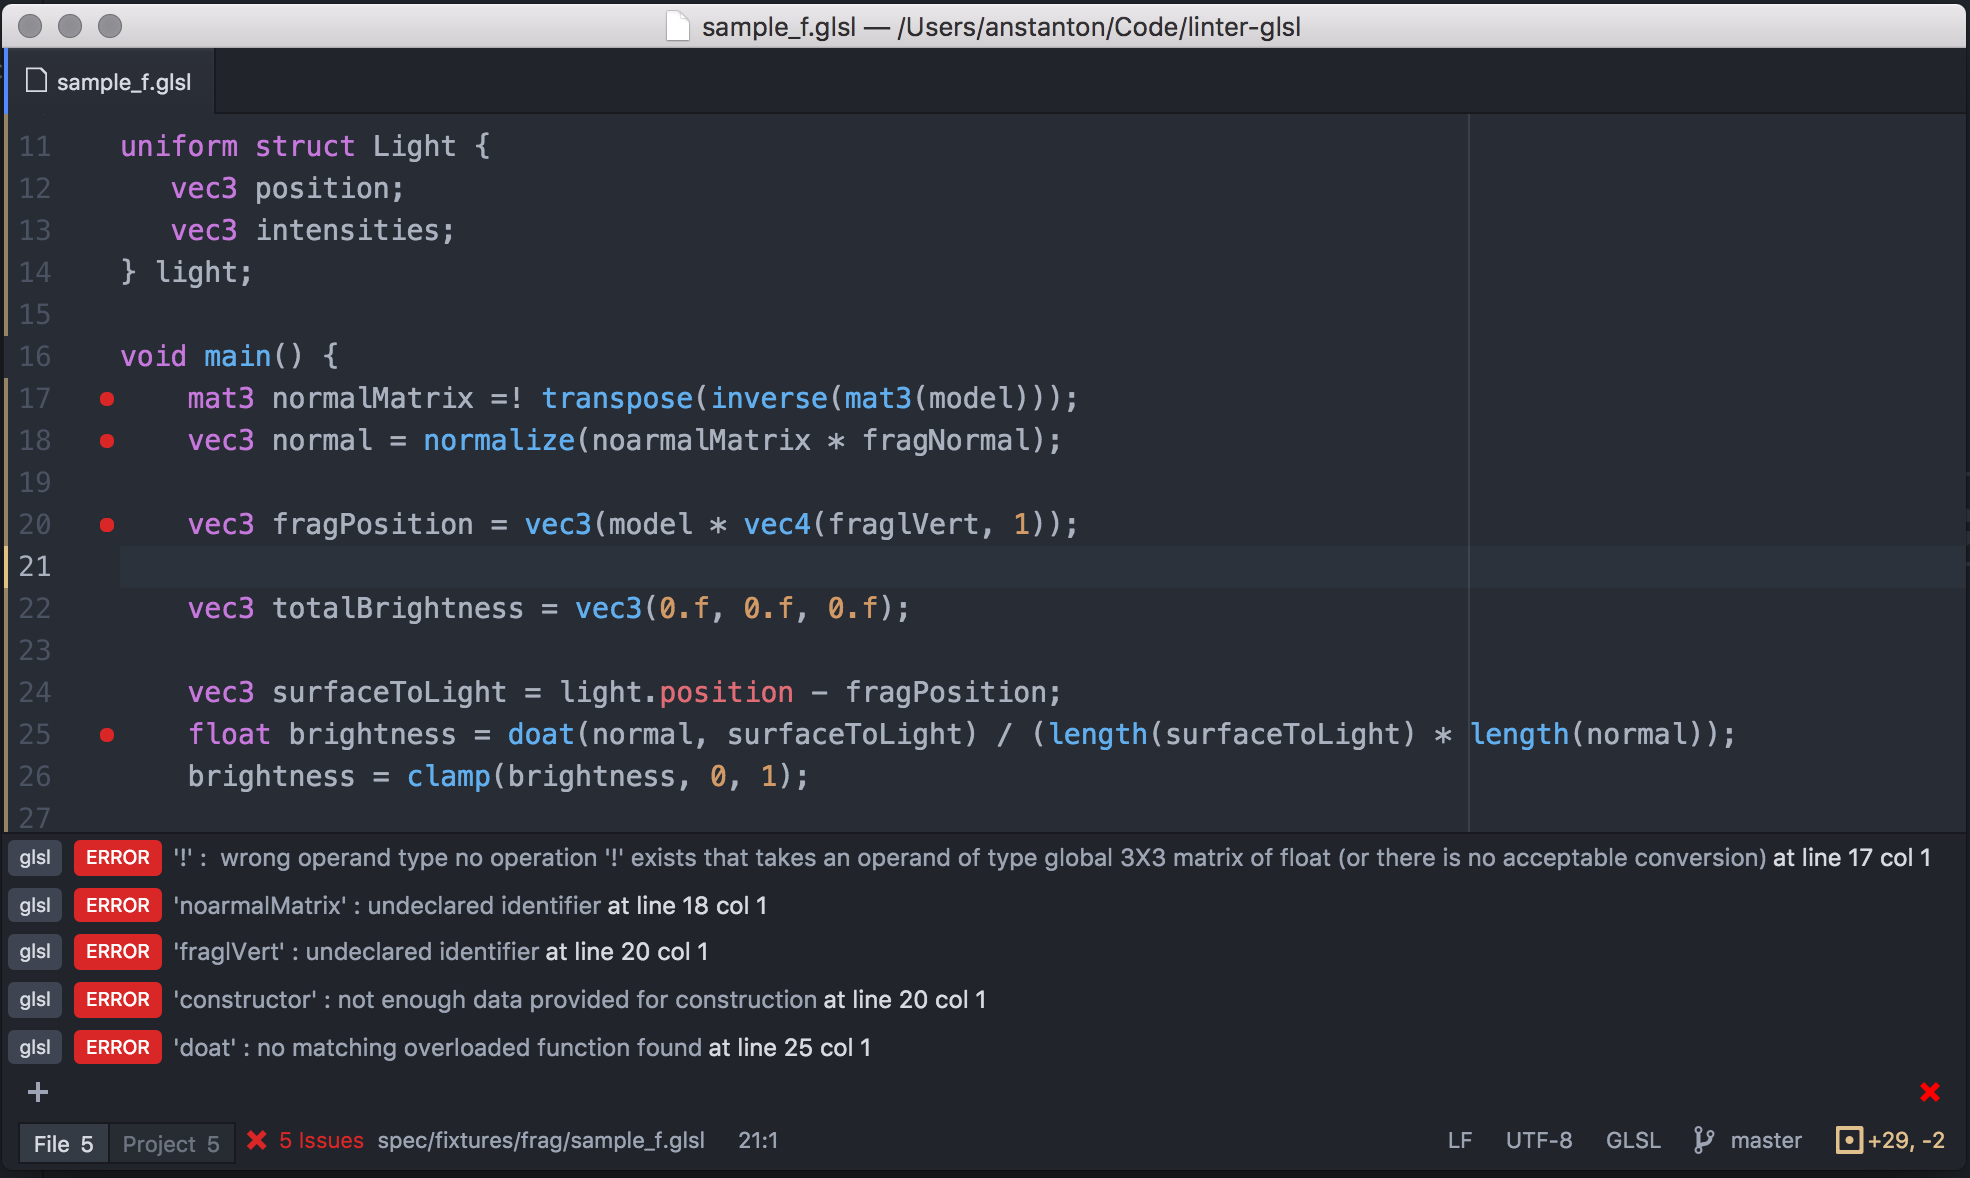 sample_f.glsl — /Users/anstanton/Code/linter-glsl
sample_f.glsl
11 uniform struct Light {
12 vec3 position;
13 vec3 intensities;
14 } light;
15
16 void main() {
17 mat3 normalMatrix =! transpose(inverse(mat3(model)));
18 vec3 normal = normalize(noarmalMatrix * fragNormal);
19
20 vec3 fragPosition = vec3(model * vec4(fraglVert, 1));
21
22 vec3 totalBrightness = vec3(0.f, 0.f, 0.f);
23
24 vec3 surfaceToLight = light.position - fragPosition;
25 float brightness = doat(normal, surfaceToLight) / (length(surfaceToLight) * length(normal));
26 brightness = clamp(brightness, 0, 1);
27
glsl ERROR '!' : wrong operand type no operation '!' exists that takes an operand of type global 3X3 matrix of float (or there is no acceptable conversion) at line 17 col 1
glsl ERROR 'noarmalMatrix' : undeclared identifier at line 18 col 1
glsl ERROR 'fraglVert' : undeclared identifier at line 20 col 1
glsl ERROR 'constructor' : not enough data provided for construction at line 20 col 1
glsl ERROR 'doat' : no matching overloaded function found at line 25 col 1
File 5 Project 5 5 Issues spec/fixtures/frag/sample_f.glsl 21:1 LF UTF-8 GLSL master +29, -2